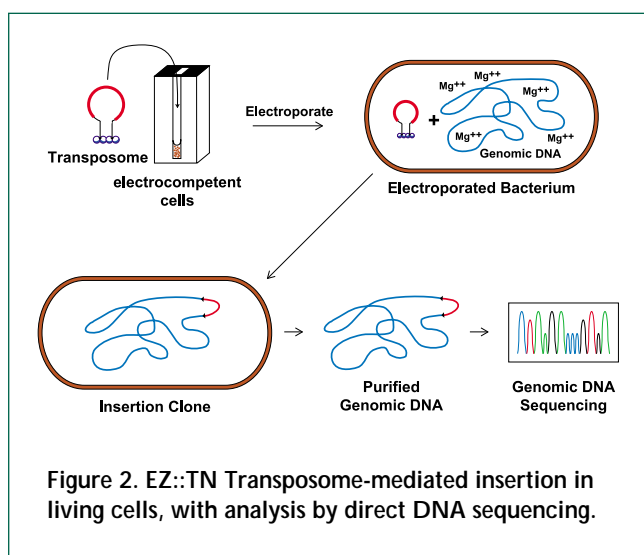 Transposome
electrocompetent
cells
Electroporate
Mg++
Mg++
Mg++
Mg++
Mg++
+
Genomic DNA
Electroporated Bacterium
Insertion Clone
Purified
Genomic DNA
Genomic DNA
Sequencing
Figure 2. EZ::TN Transposome-mediated insertion in
living cells, with analysis by direct DNA sequencing.